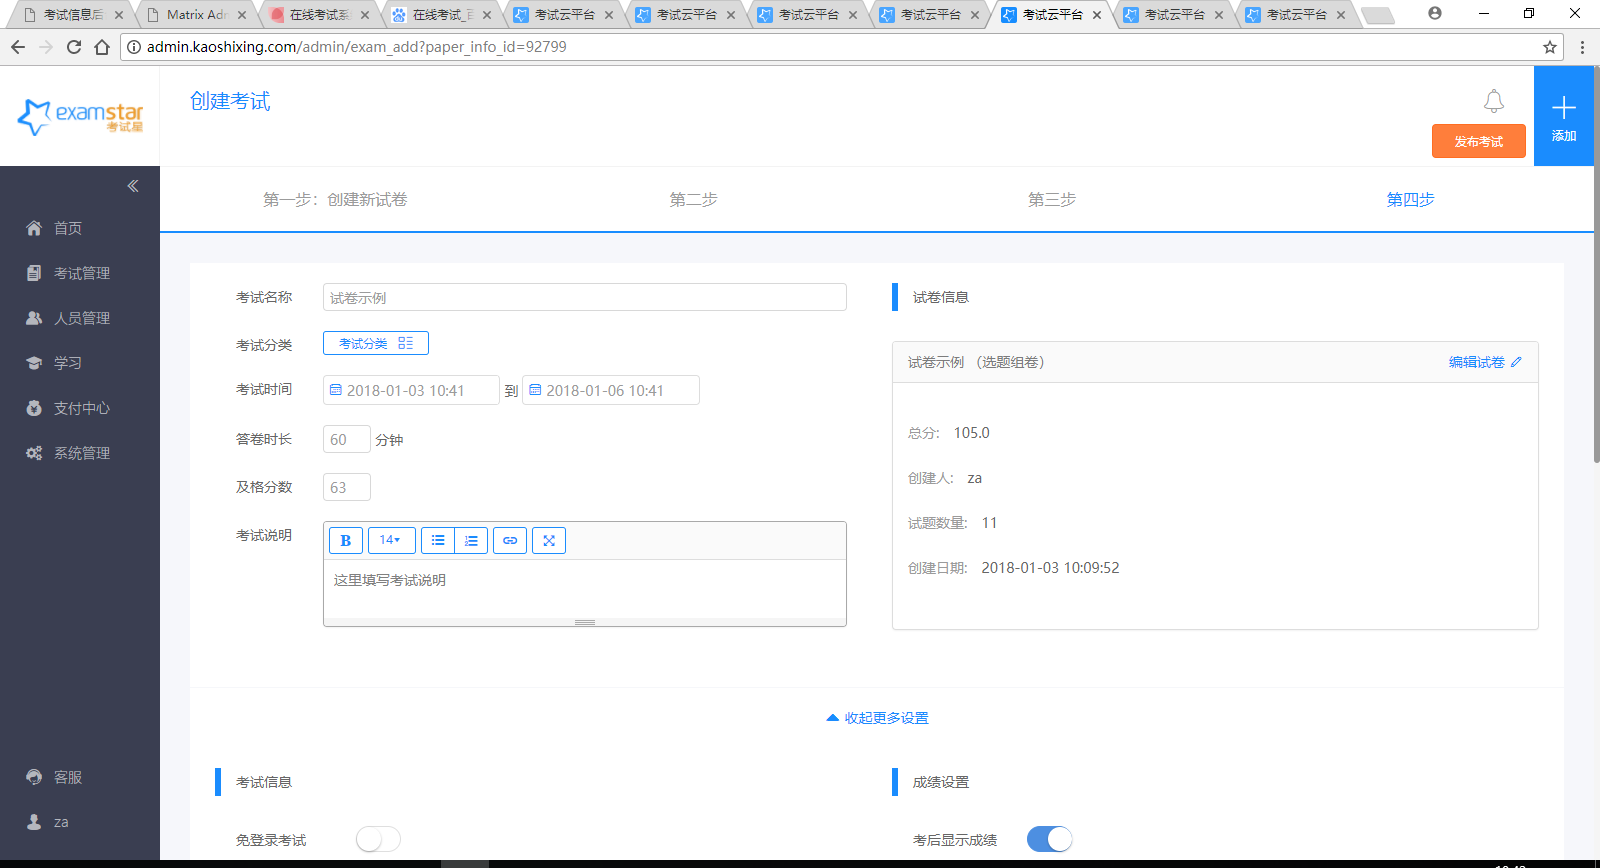 考试信息后
Matrix Adm
在线考试系
在线考试_百
考试云平台
考试云平台
考试云平台
考试云平台
考试云平台
考试云平台
考试云平台
admin.kaoshixing.com/admin/exam_add?paper_info_id=92799
examstar
考试星
创建考试
发布考试
添加
第一步：创建新试卷
第二步
第三步
第四步
首页
考试管理
人员管理
学习
支付中心
系统管理
客服
za
考试名称
试卷示例
考试分类
考试分类
考试时间
2018-01-03 10:41 到 2018-01-06 10:41
答卷时长
60 分钟
及格分数
63
考试说明
B 14
这里填写考试说明
试卷信息
试卷示例 （选题组卷）
编辑试卷
总分: 105.0
创建人: za
试题数量: 11
创建日期: 2018-01-03 10:09:52
收起更多设置
考试信息
免登录考试
成绩设置
考后显示成绩